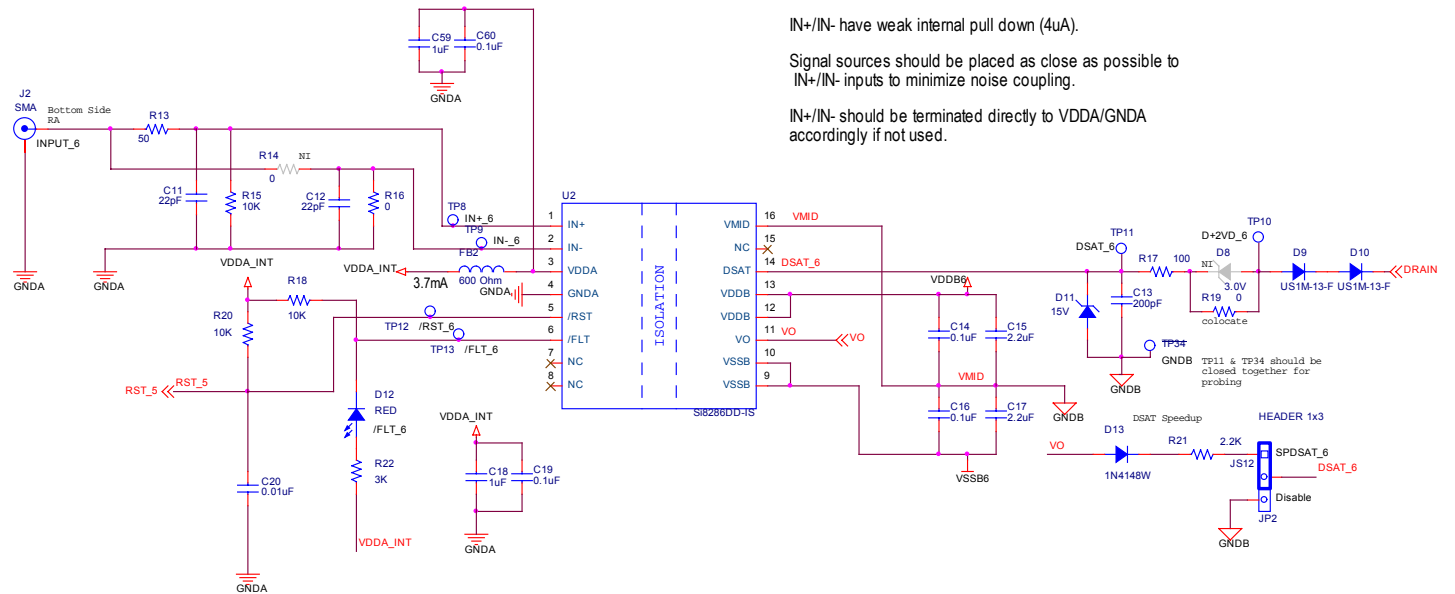 IN+/IN- have weak internal pull down (4uA).
Signal sources should be placed as close as possible to
IN+/IN- inputs to minimize noise coupling.
IN+/IN- should be terminated directly to VDDA/GNDA
accordingly if not used.
C59
1uF
C60
0.1uF
GNDA
J2
SMA
Bottom Side
RA
INPUT_6
R13
50
R14
NI
0
C11
22pF
R15
10K
C12
22pF
R16
0
GNDA
GNDA
TP8
IN+_6
TP9
IN-_6
FB2
600 Ohm
VDDA_INT
3.7mA
GNDA
VDDA_INT
R18
10K
R20
10K
TP12
/RST_6
TP13
/FLT_6
RST_5
RST_5
D12
RED
/FLT_6
R22
3K
VDDA_INT
C20
0.01uF
GNDA
VDDA_INT
C18
1uF
C19
0.1uF
GNDA
U2
ISOLATION
Si8286DD-IS
1
IN+
2
IN-
3
VDDA
4
GNDA
5
/RST
6
/FLT
7
NC
8
NC
16
VMID
VMID
15
NC
14
DSAT
DSAT_6
13
VDDB
12
VDDB
11
VO
VO
VO
10
VSSB
9
VSSB
VDDB6
C14
0.1uF
C15
2.2uF
VMID
GNDB
C16
0.1uF
C17
2.2uF
VSSB6
TP11
DSAT_6
R17
100
D11
15V
C13
200pF
GNDB
TP34
GNDB
TP11 & TP34 should be
closed together for
probing
TP10
D+2VD_6
NI
D8
3.0V
0
R19
colocate
D9
US1M-13-F
D10
US1M-13-F
DRAIN
DSAT Speedup
VO
D13
1N4148W
R21
2.2K
HEADER 1x3
JS12
SPDSAT_6
DSAT_6
Disable
JP2
GNDB